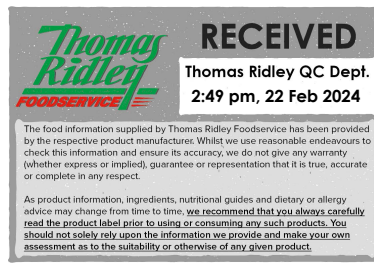 Thomas
Ridley
FOODSERVICE
RECEIVED
Thomas Ridley QC Dept.
2:49 pm, 22 Feb 2024
The food information supplied by Thomas Ridley Foodservice has been provided
by the respective product manufacturer. Whilst we use reasonable endeavours to
check this information and ensure its accuracy, we do not give any warranty
(whether express or implied), guarantee or representation that it is true, accurate
or complete in any respect.
As product information, ingredients, nutritional guides and dietary or allergy
advice may change from time to time, we recommend that you always carefully
read the product label prior to using or consuming any such products. You
should not solely rely upon the information we provide and make your own
assessment as to the suitability or otherwise of any given product.